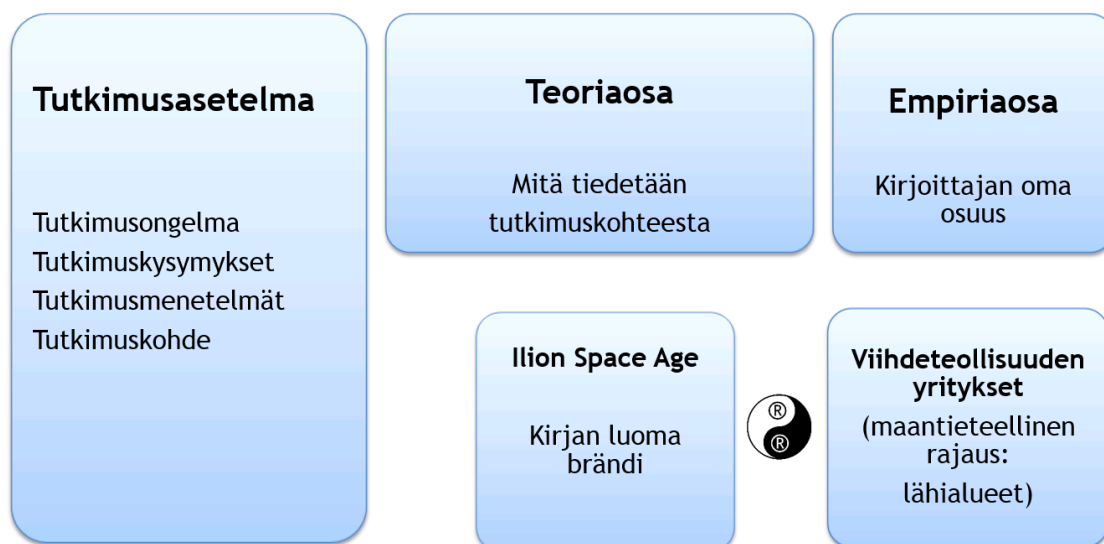 Tutkimusasetelma
Tutkimusongelma
Tutkimuskysymykset
Tutkimusmenetelmät
Tutkimuskohde
Teoriaosa
Mitä tiedetään
tutkimuskohteesta
Empiriaosa
Kirjoittajan oma
osuus
Ilion Space Age
Kirjan luoma
brändi
®
®
Viihdeteollisuuden
yritykset
(maantieteellinen
rajaus:
lähialueet)